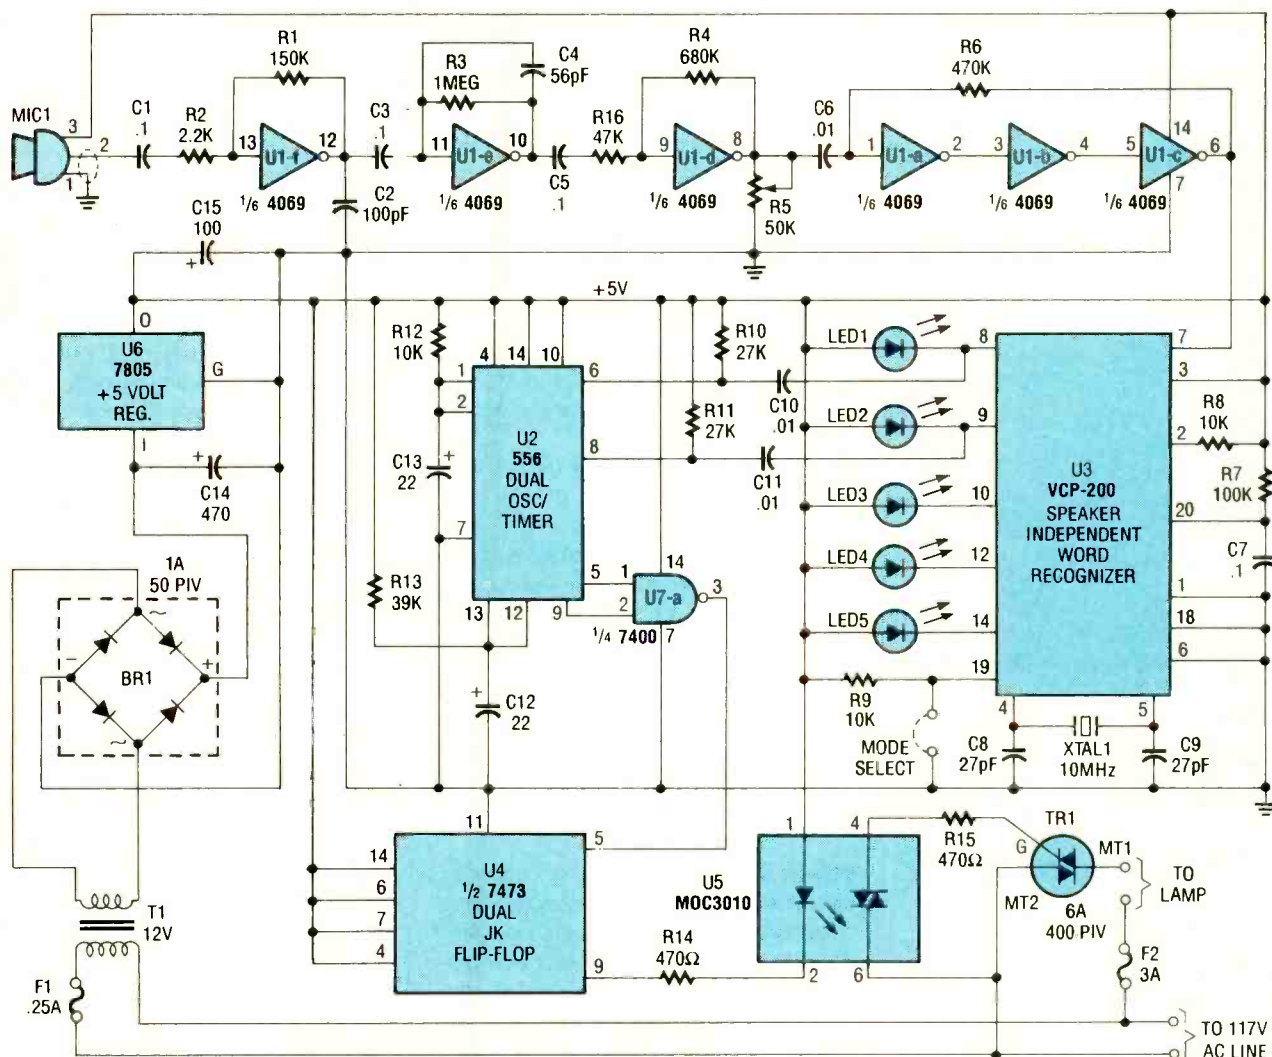 MIC1
3
2
1
C1
.1
R2
2.2K
R1
150K
13
12
U1-f
1/6 4069
C2
100pF
C3
.1
R3
1MEG
C4
56pF
11
10
U1-e
1/6 4069
C5
.1
R16
47K
R4
680K
9
8
U1-d
1/6 4069
R5
50K
C6
.01
R6
470K
1
2
U1-a
1/6 4069
3
4
U1-b
1/6 4069
5
6
14
7
U1-c
1/6 4069
C15
100
+
+5V
O
U6
7805
+5 VOLT
REG.
G
I
+
C14
470
1A
50 PIV
~
−
+
BR1
~
T1
12V
F1
.25A
R12
10K
+
C13
22
R13
39K
4
14
10
1
2
7
6
8
5
9
13
12
U2
556
DUAL
OSC/
TIMER
+
C12
22
R10
27K
R11
27K
C10
.01
C11
.01
1
2
14
3
7
U7-a
1/4 7400
LED1
LED2
LED3
LED4
LED5
R9
10K
MODE
SELECT
8
9
10
12
14
19
4
5
7
3
2
20
1
18
6
U3
VCP-200
SPEAKER
INDEPENDENT
WORD
RECOGNIZER
R8
10K
R7
100K
C7
.1
C8
27pF
XTAL1
10MHz
C9
27pF
11
14
6
7
4
5
9
U4
1/2 7473
DUAL
JK
FLIP-FLOP
R14
470Ω
U5
MOC3010
1
4
2
6
R15
470Ω
TR1
G
MT1
MT2
6A
400 PIV
TO
LAMP
F2
3A
TO 117V
AC LINE